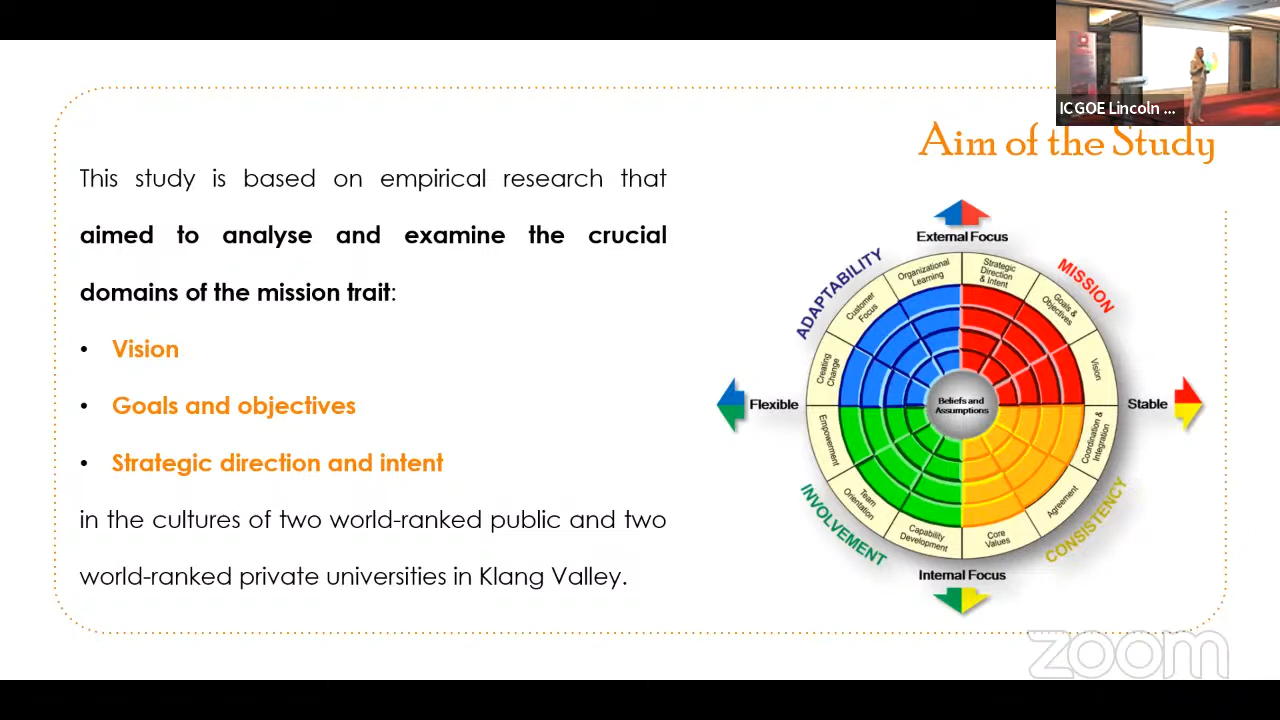 ICGOE Lincoln ...
Aim of the Study
This study is based on empirical research that
aimed to analyse and examine the crucial
domains of the mission trait:
• Vision
• Goals and objectives
• Strategic direction and intent
in the cultures of two world-ranked public and two
world-ranked private universities in Klang Valley.
External Focus
ADAPTABILITY
MISSION
Organizational
Learning
Strategic
Direction
& Intent
Customer
Focus
Goals &
Objectives
Creating
Change
Vision
Flexible
Beliefs and
Assumptions
Stable
Empowerment
Coordination &
Integration
Team
Orientation
Agreement
Capability
Development
Core
Values
INVOLVEMENT
CONSISTENCY
Internal Focus
zoom